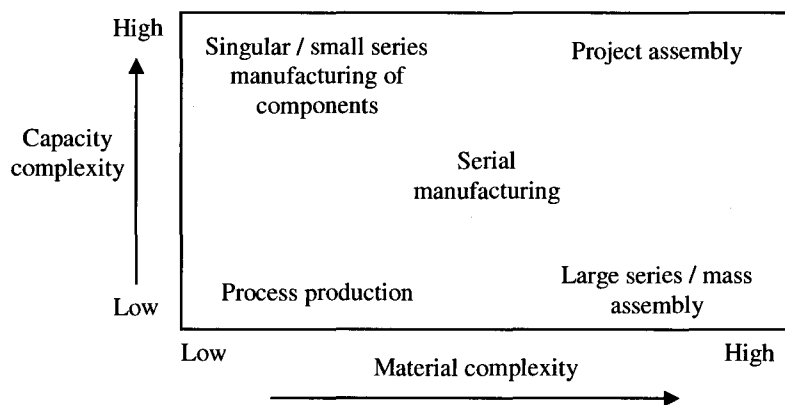 High
Singular / small series
manufacturing of
components
Project assembly
Capacity
complexity
Serial
manufacturing
Low
Process production
Large series / mass
assembly
Low
High
Material complexity